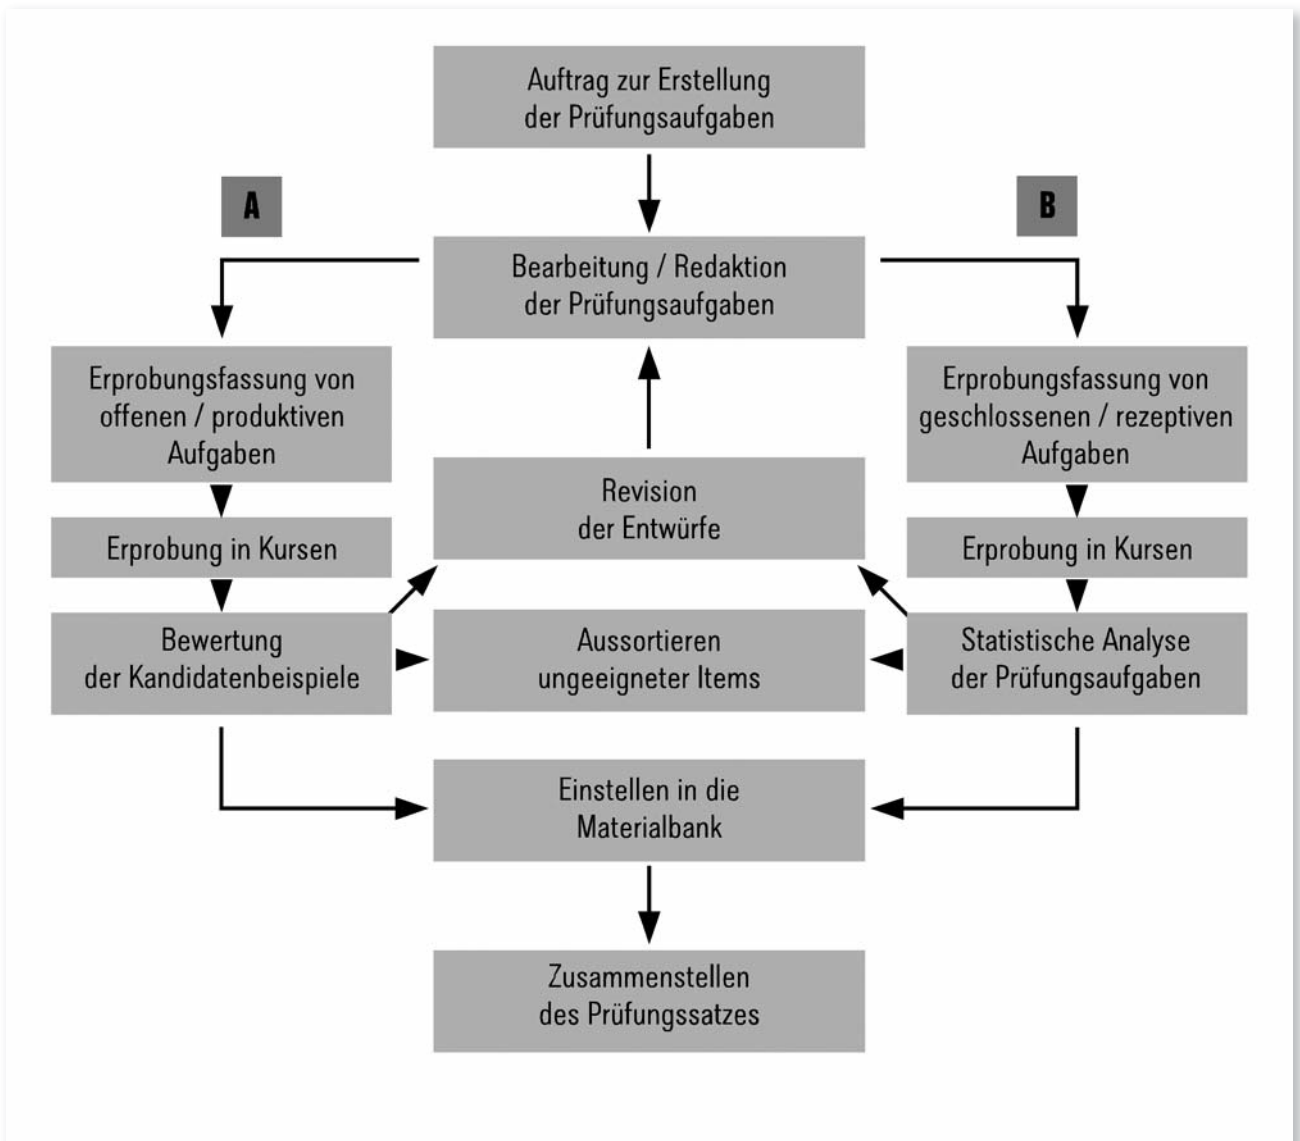 Auftrag zur Erstellung
der Prüfungsaufgaben
A
B
Bearbeitung / Redaktion
der Prüfungsaufgaben
Erprobungsfassung von
offenen / produktiven
Aufgaben
Erprobungsfassung von
geschlossenen / rezeptiven
Aufgaben
Revision
der Entwürfe
Erprobung in Kursen
Erprobung in Kursen
Bewertung
der Kandidatenbeispiele
Aussortieren
ungeeigneter Items
Statistische Analyse
der Prüfungsaufgaben
Einstellen in die
Materialbank
Zusammenstellen
des Prüfungssatzes